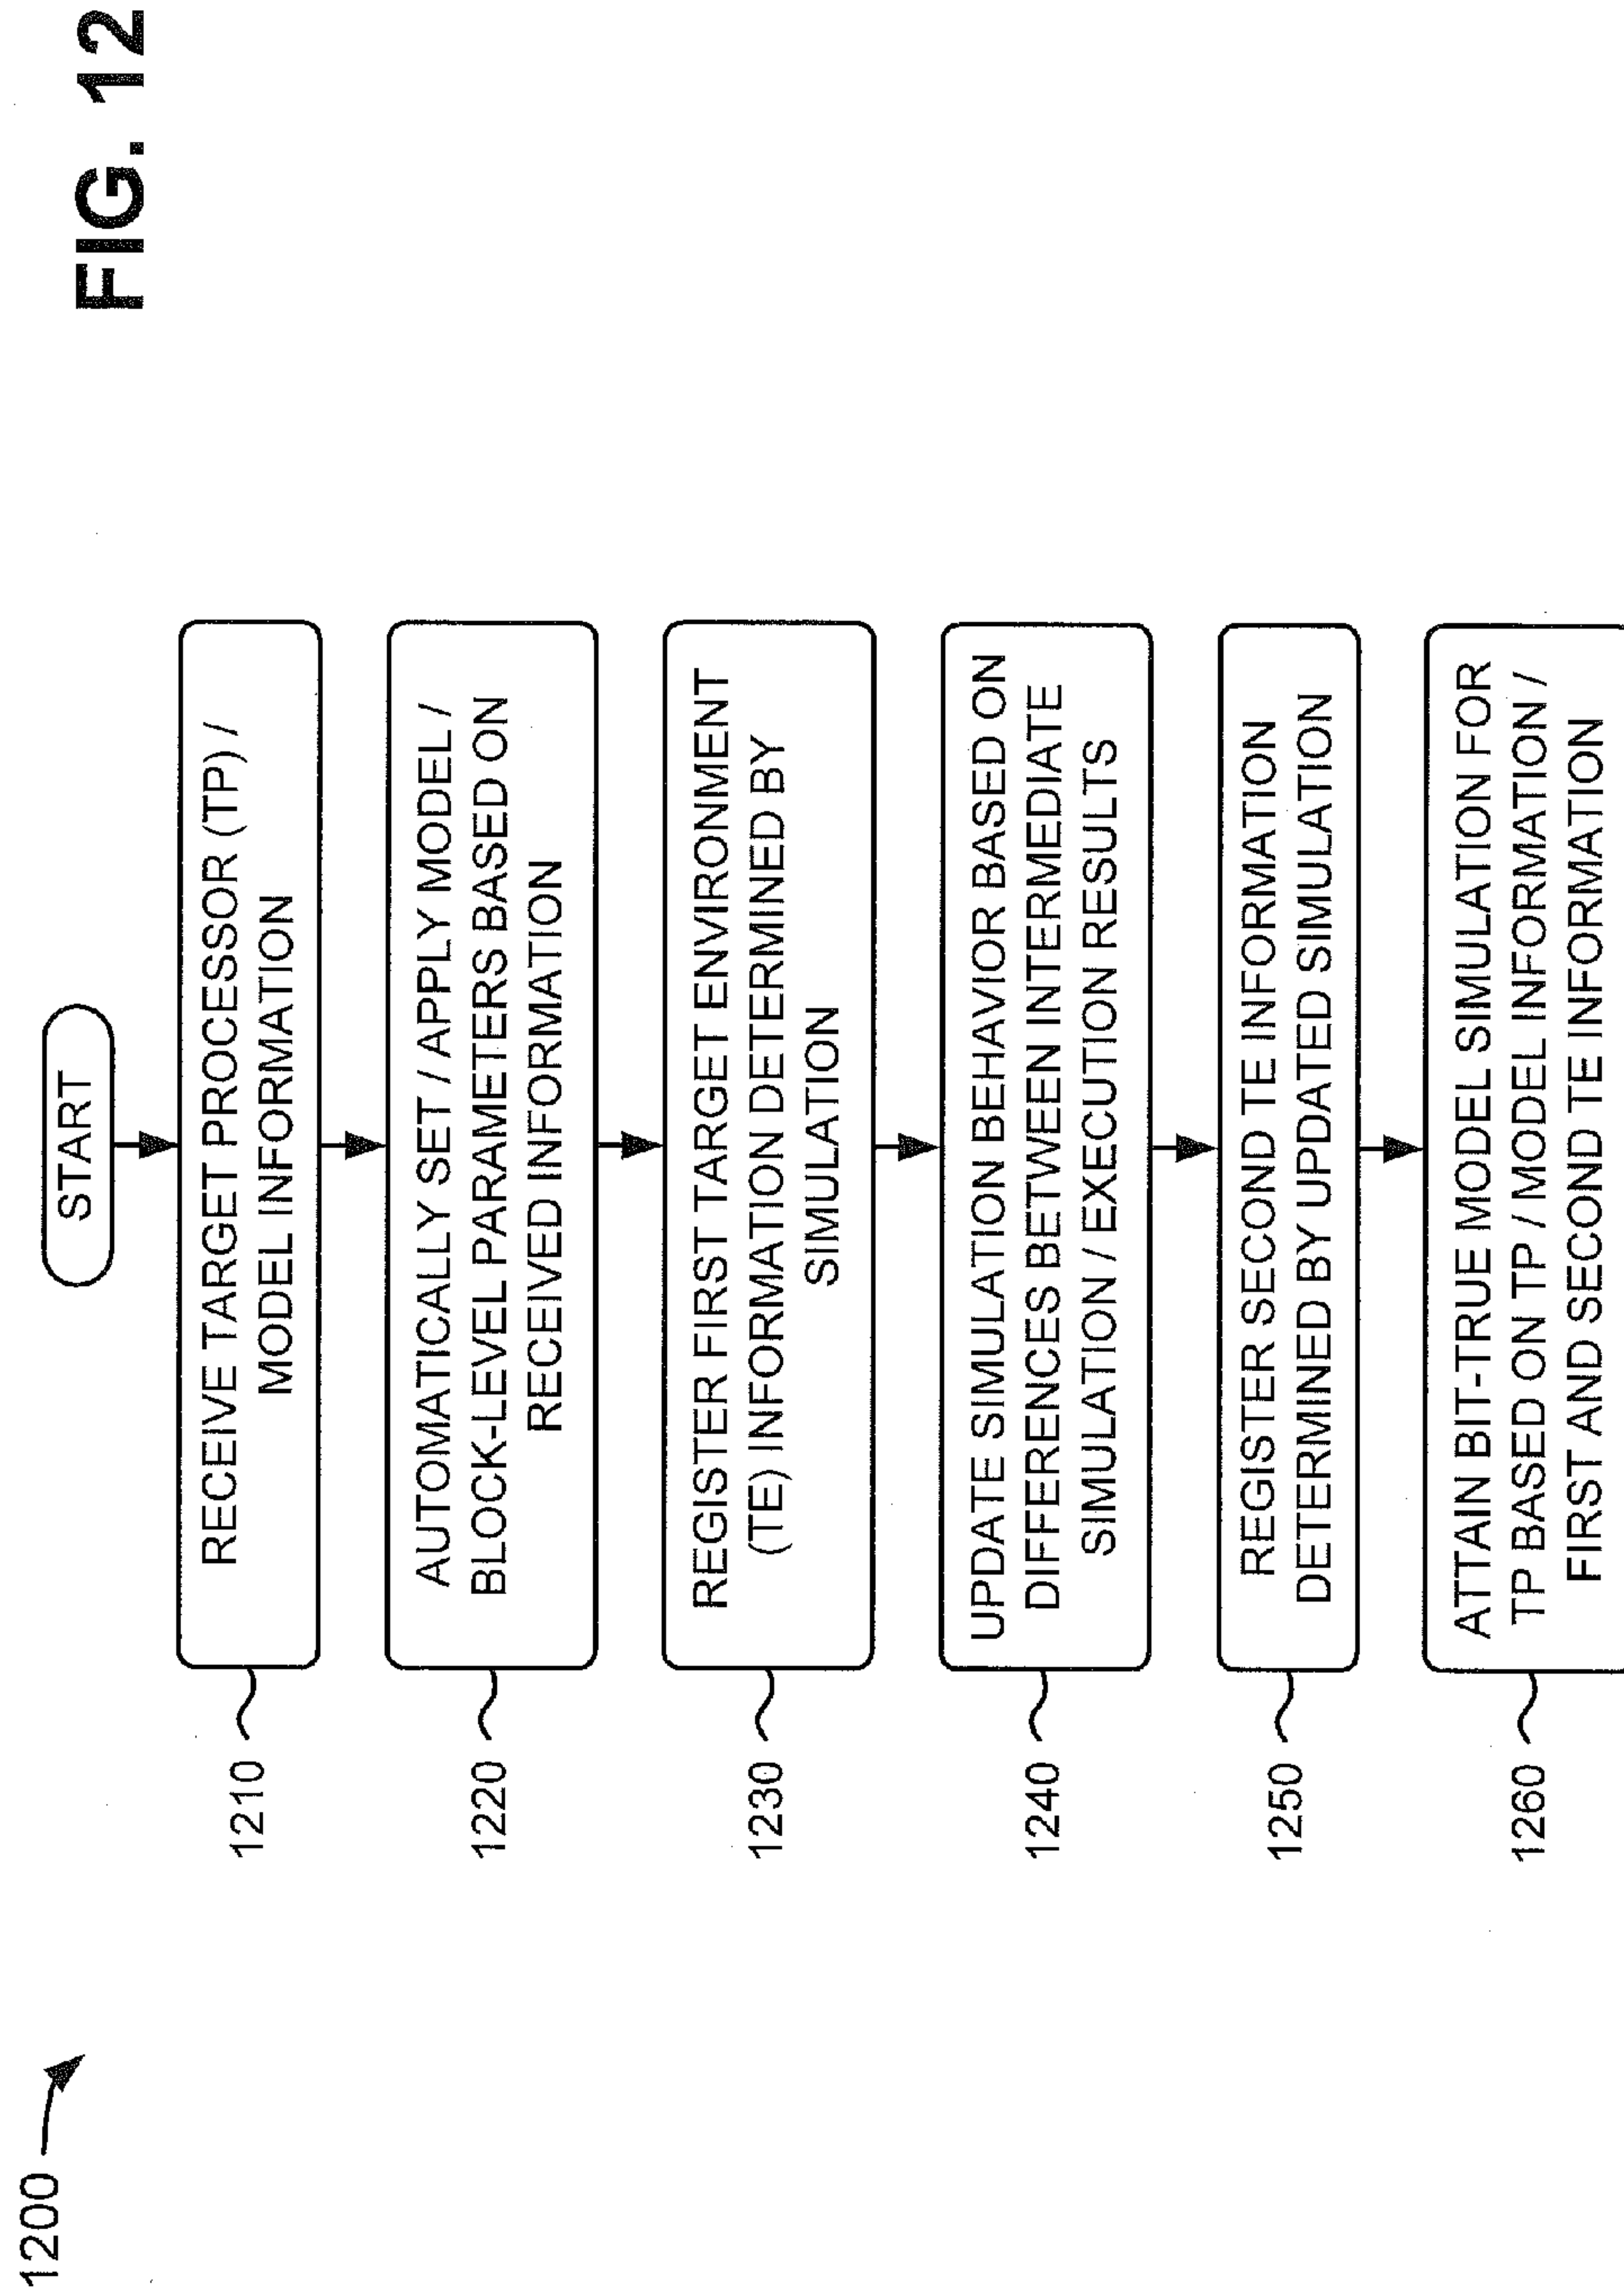 FIG. 12
1200
START
1210
RECEIVE TARGET PROCESSOR (TP) /
MODEL INFORMATION
1220
AUTOMATICALLY SET / APPLY MODEL /
BLOCK-LEVEL PARAMETERS BASED ON
RECEIVED INFORMATION
1230
REGISTER FIRST TARGET ENVIRONMENT
(TE) INFORMATION DETERMINED BY
SIMULATION
1240
UPDATE SIMULATION BEHAVIOR BASED ON
DIFFERENCES BETWEEN INTERMEDIATE
SIMULATION / EXECUTION RESULTS
1250
REGISTER SECOND TE INFORMATION
DETERMINED BY UPDATED SIMULATION
1260
ATTAIN BIT-TRUE MODEL SIMULATION FOR
TP BASED ON TP / MODEL INFORMATION /
FIRST AND SECOND TE INFORMATION